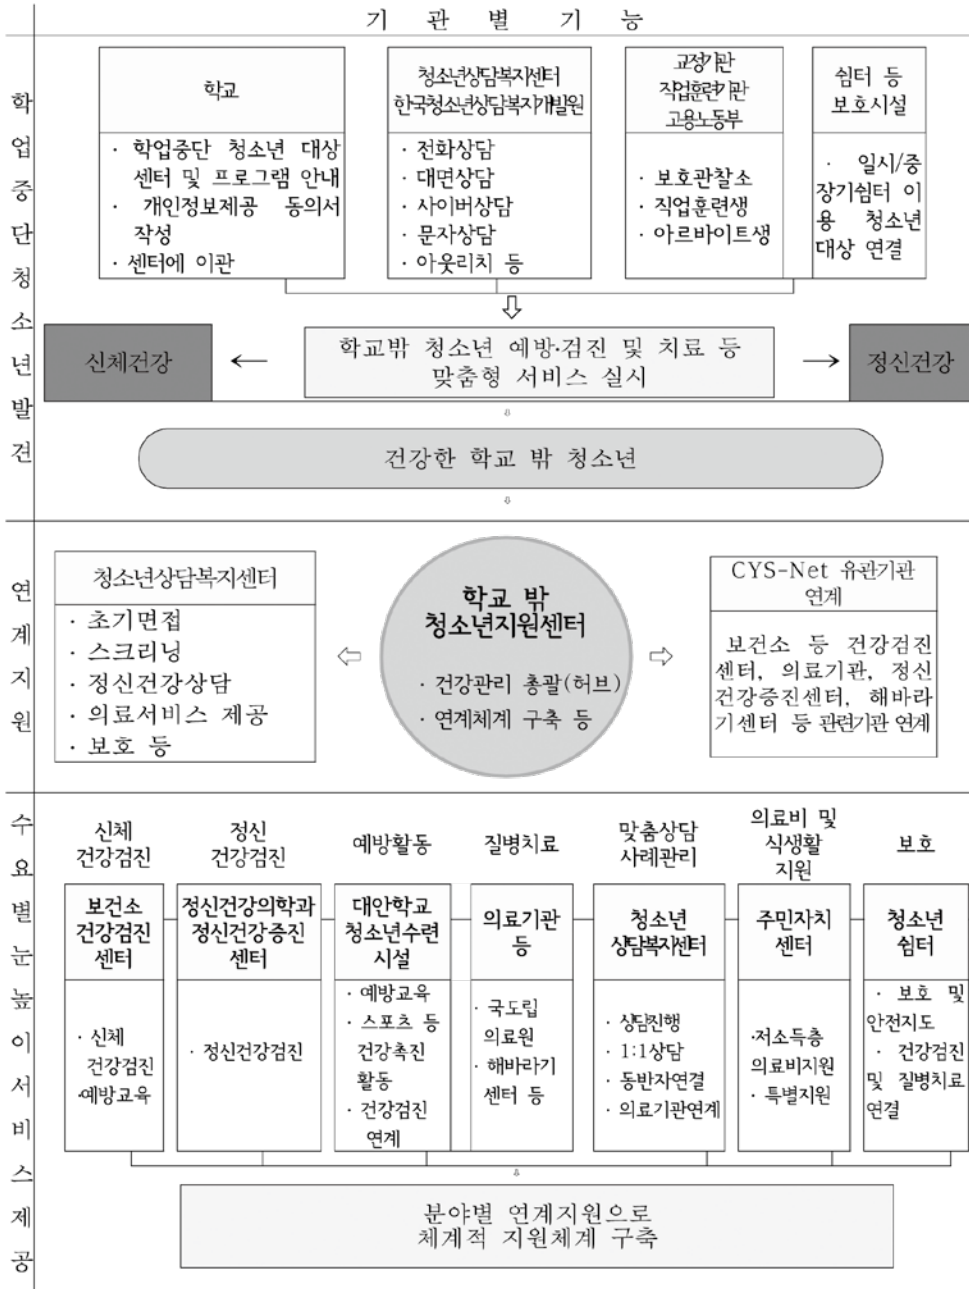 기 관 별 기 능
학업중단청소년발견
학교
· 학업중단 청소년 대상
센터 및 프로그램 안내
· 개인정보제공 동의서
작성
· 센터에 이관
청소년상담복지센터
한국청소년상담복지개발원
· 전화상담
· 대면상담
· 사이버상담
· 문자상담
· 아웃리치 등
교정기관
직업훈련기관
고용노동부
· 보호관찰소
· 직업훈련생
· 아르바이트생
쉼터 등
보호시설
· 일시/중
장기쉼터 이
용 청소년
대상 연결
신체건강
학교밖 청소년 예방·검진 및 치료 등
맞춤형 서비스 실시
정신건강
건강한 학교 밖 청소년
연계지원
청소년상담복지센터
· 초기면접
· 스크리닝
· 정신건강상담
· 의료서비스 제공
· 보호 등
학교 밖
청소년지원센터
· 건강관리 총괄(허브)
· 연계체계 구축 등
CYS-Net 유관기관
연계
보건소 등 건강검진
센터, 의료기관, 정신
건강증진센터, 해바라
기센터 등 관련기관 연계
수요별눈높이서비스제공
신체
건강검진
보건소
건강검진
센터
· 신체
건강검진
·예방교육
정신
건강검진
정신건강의학과
정신건강증진
센터
· 정신건강검진
예방활동
대안학교
청소년수련
시설
· 예방교육
· 스포츠 등
건강촉진
활동
· 건강검진
연계
질병치료
의료기관
등
· 국도립
의료원
· 해바라기
센터 등
맞춤상담
사례관리
청소년
상담복지센터
· 상담진행
· 1:1상담
· 동반자연결
· 의료기관연계
의료비 및
식생활
지원
주민자치
센터
·저소득층
의료비지원
· 특별지원
보호
청소년
쉼터
· 보호 및
안전지도
· 건강검진
및 질병치료
연결
분야별 연계지원으로
체계적 지원체계 구축